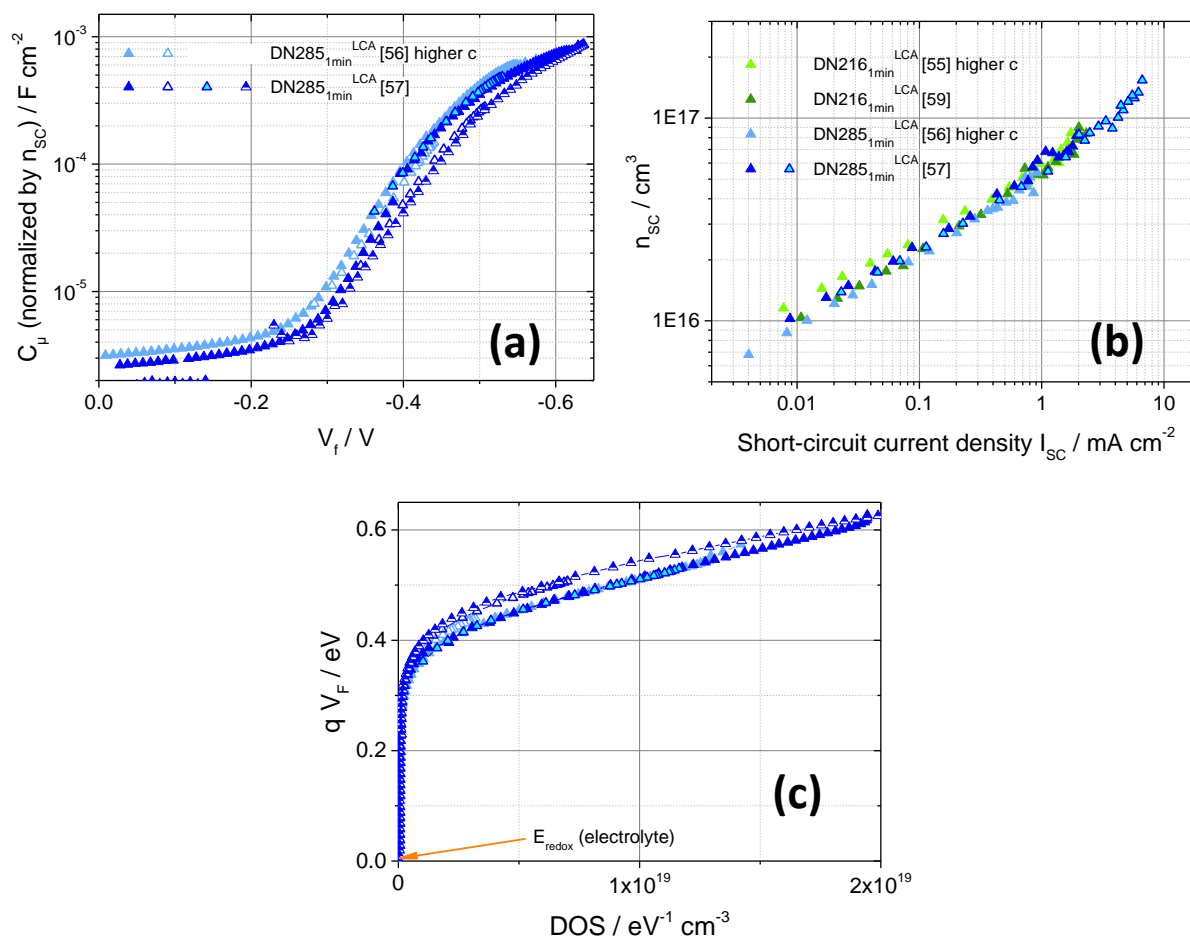 10⁻³
10⁻⁴
10⁻⁵
C_μ (normalized by n_SC) / F cm⁻²
DN285_1min^LCA [56] higher c
DN285_1min^LCA [57]
(a)
0.0 -0.2 -0.4 -0.6
V_f / V
1E17
1E16
n_SC / cm³
DN216_1min^LCA [55] higher c
DN216_1min^LCA [59]
DN285_1min^LCA [56] higher c
DN285_1min^LCA [57]
(b)
0.01 0.1 1 10
Short-circuit current density I_SC / mA cm⁻²
0.6
0.4
0.2
0.0
q V_F / eV
(c)
E_redox (electrolyte)
0 1x10¹⁹ 2x10¹⁹
DOS / eV⁻¹ cm⁻³